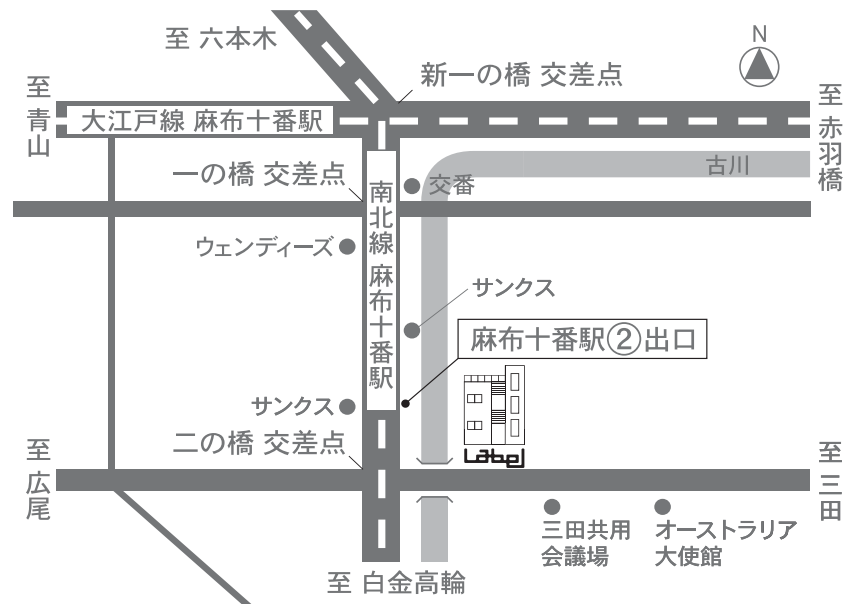 至 六本木
N
新一の橋 交差点
至 青山
大江戸線 麻布十番駅
至 赤羽橋
古川
一の橋 交差点
交番
南北線 麻布十番駅
ウェンディーズ
サンクス
麻布十番駅②出口
サンクス
二の橋 交差点
Label
至 広尾
至 三田
三田共用
会議場
オーストラリア
大使館
至 白金高輪